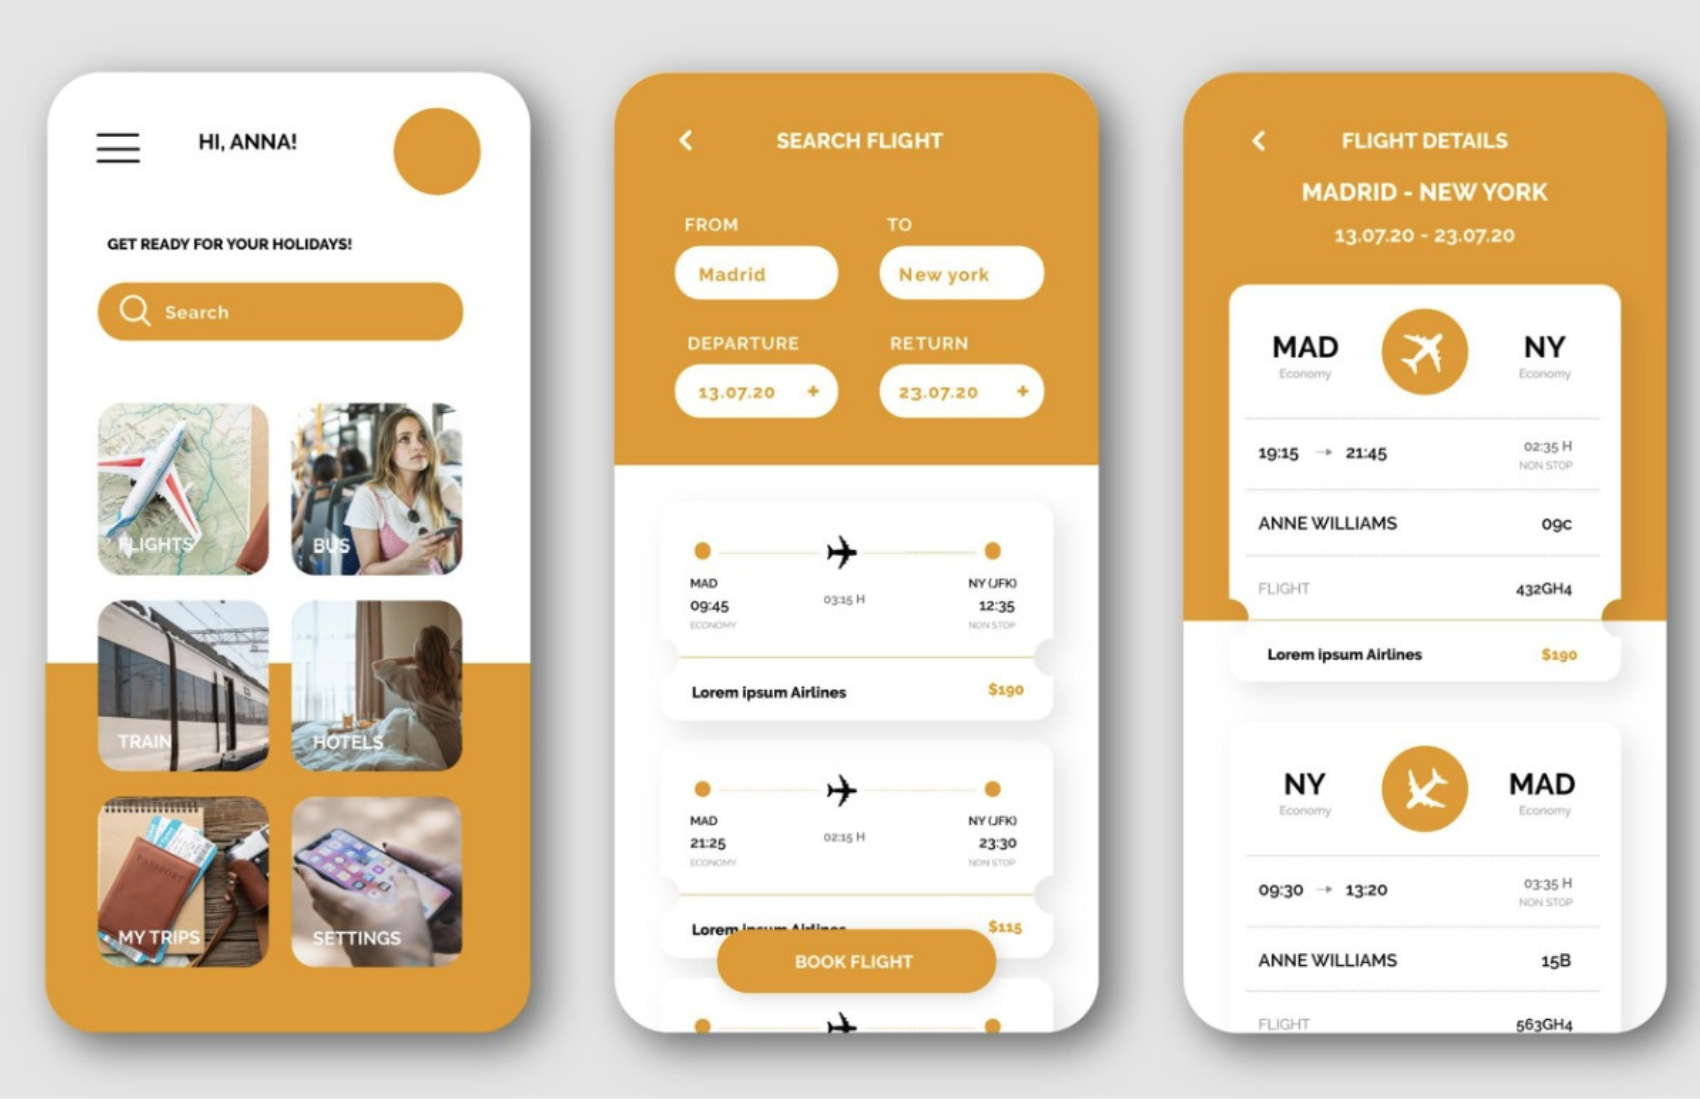 HI, ANNA!
GET READY FOR YOUR HOLIDAYS!
Search
FLIGHTS
BUS
TRAIN
HOTELS
PASSPORT
MY TRIPS
SETTINGS
SEARCH FLIGHT
FROM
TO
Madrid
New york
DEPARTURE
RETURN
13.07.20 +
23.07.20 +
MAD
NY (JFK)
09:45
03:15 H
12:35
ECONOMY
NON STOP
Lorem ipsum Airlines
$190
MAD
NY (JFK)
21:25
02:15 H
23:30
ECONOMY
NON STOP
Lorem ipsum Airlines
$115
BOOK FLIGHT
FLIGHT DETAILS
MADRID - NEW YORK
13.07.20 - 23.07.20
MAD
NY
Economy
Economy
19:15 → 21:45
02:35 H
NON STOP
ANNE WILLIAMS
09c
FLIGHT
432GH4
Lorem ipsum Airlines
$190
NY
MAD
Economy
Economy
09:30 → 13:20
03:35 H
NON STOP
ANNE WILLIAMS
15B
FLIGHT
563GH4